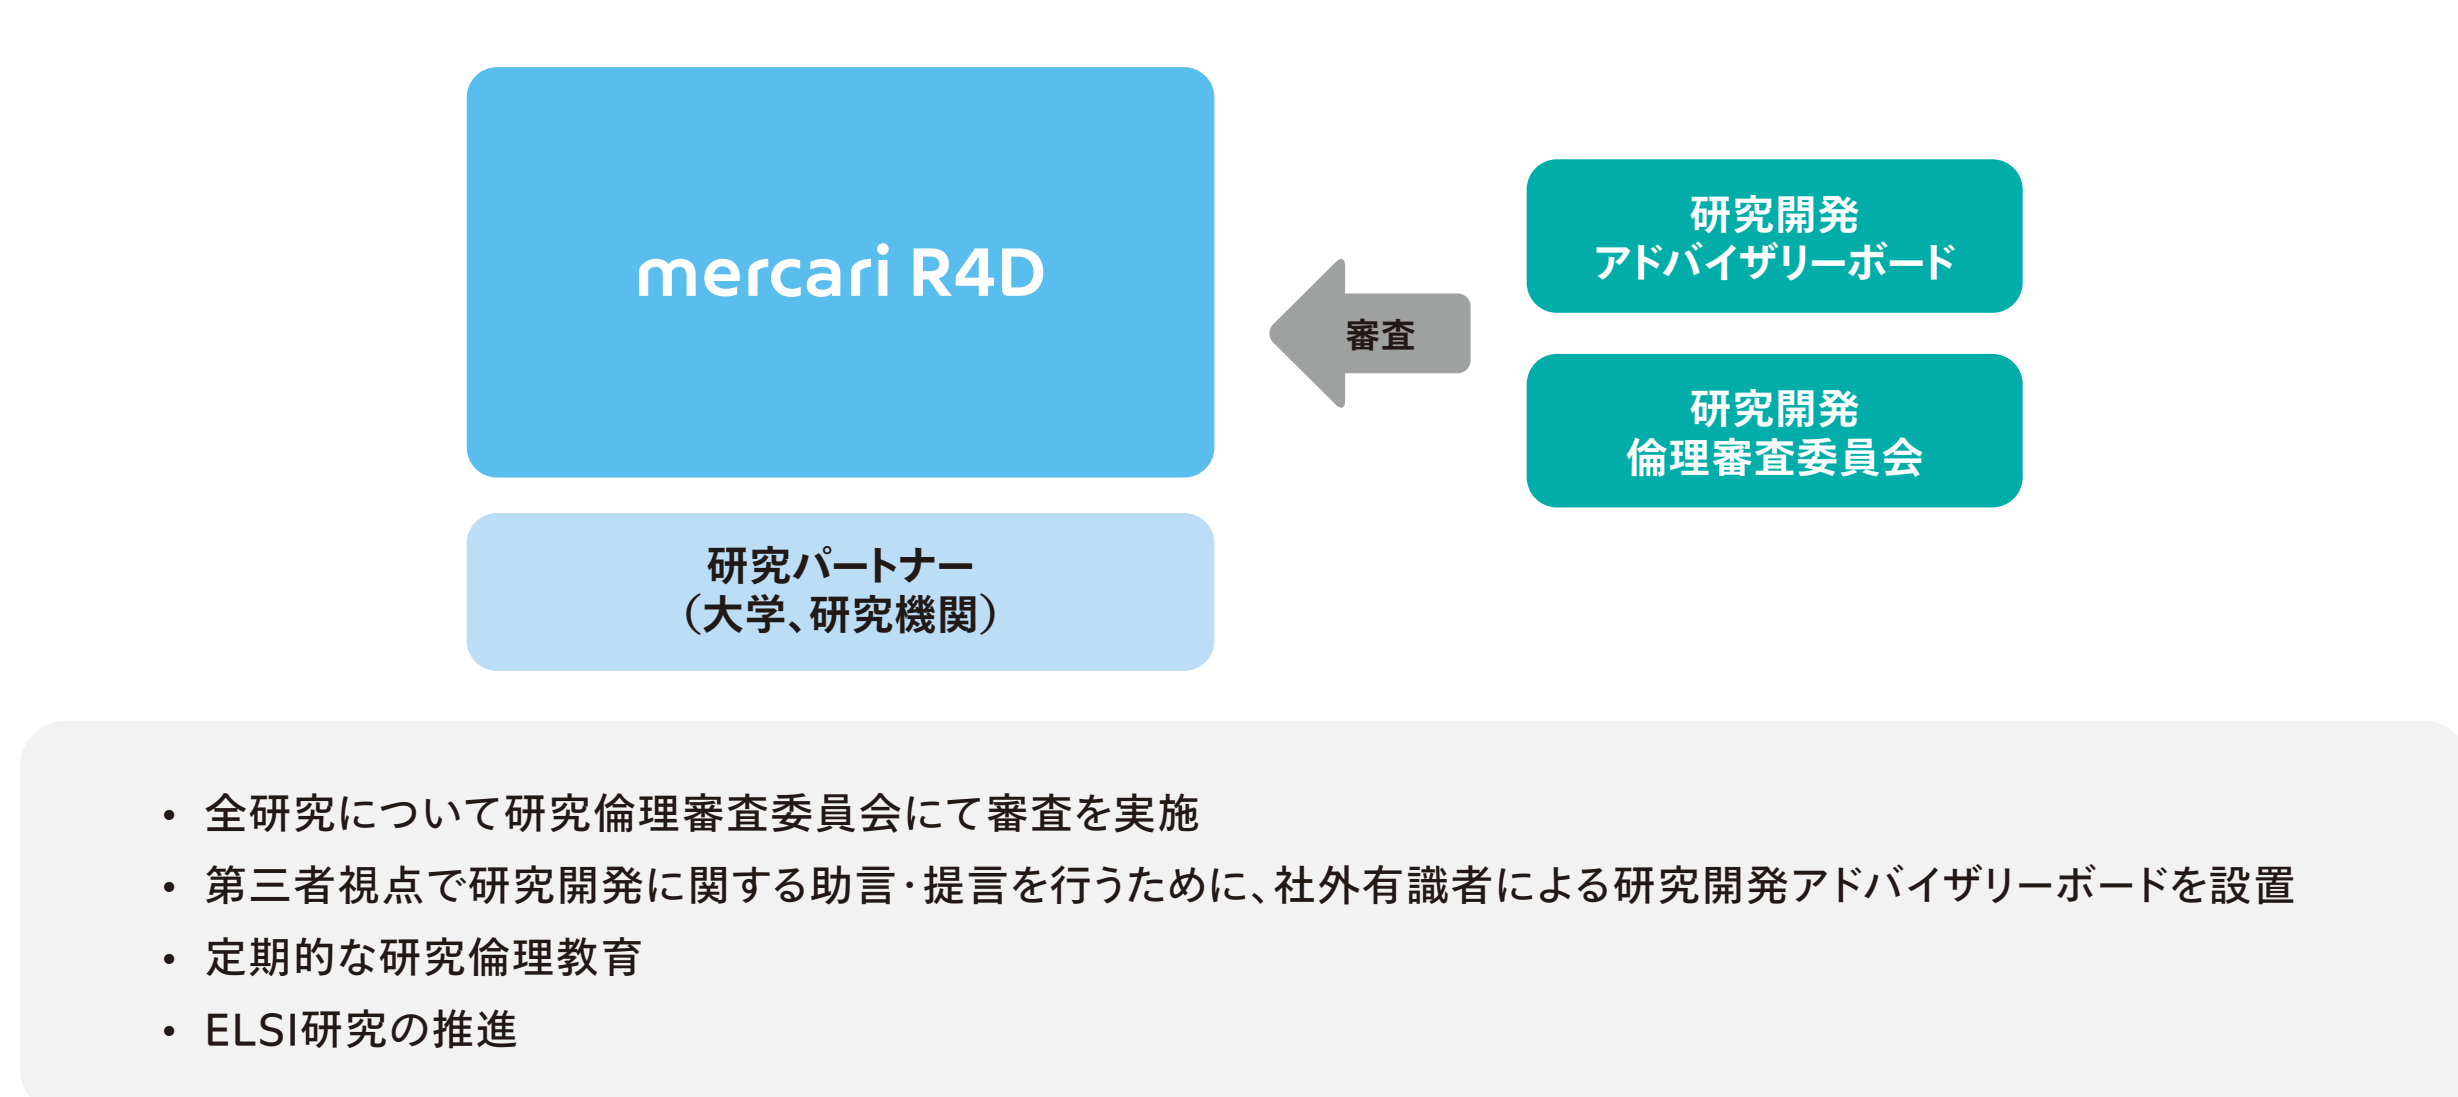 mercari R4D
研究パートナー
（大学、研究機関）
審査
研究開発
アドバイザリーボード
研究開発
倫理審査委員会
• 全研究について研究倫理審査委員会にて審査を実施
• 第三者視点で研究開発に関する助言・提言を行うために、社外有識者による研究開発アドバイザリーボードを設置
• 定期的な研究倫理教育
• ELSI研究の推進